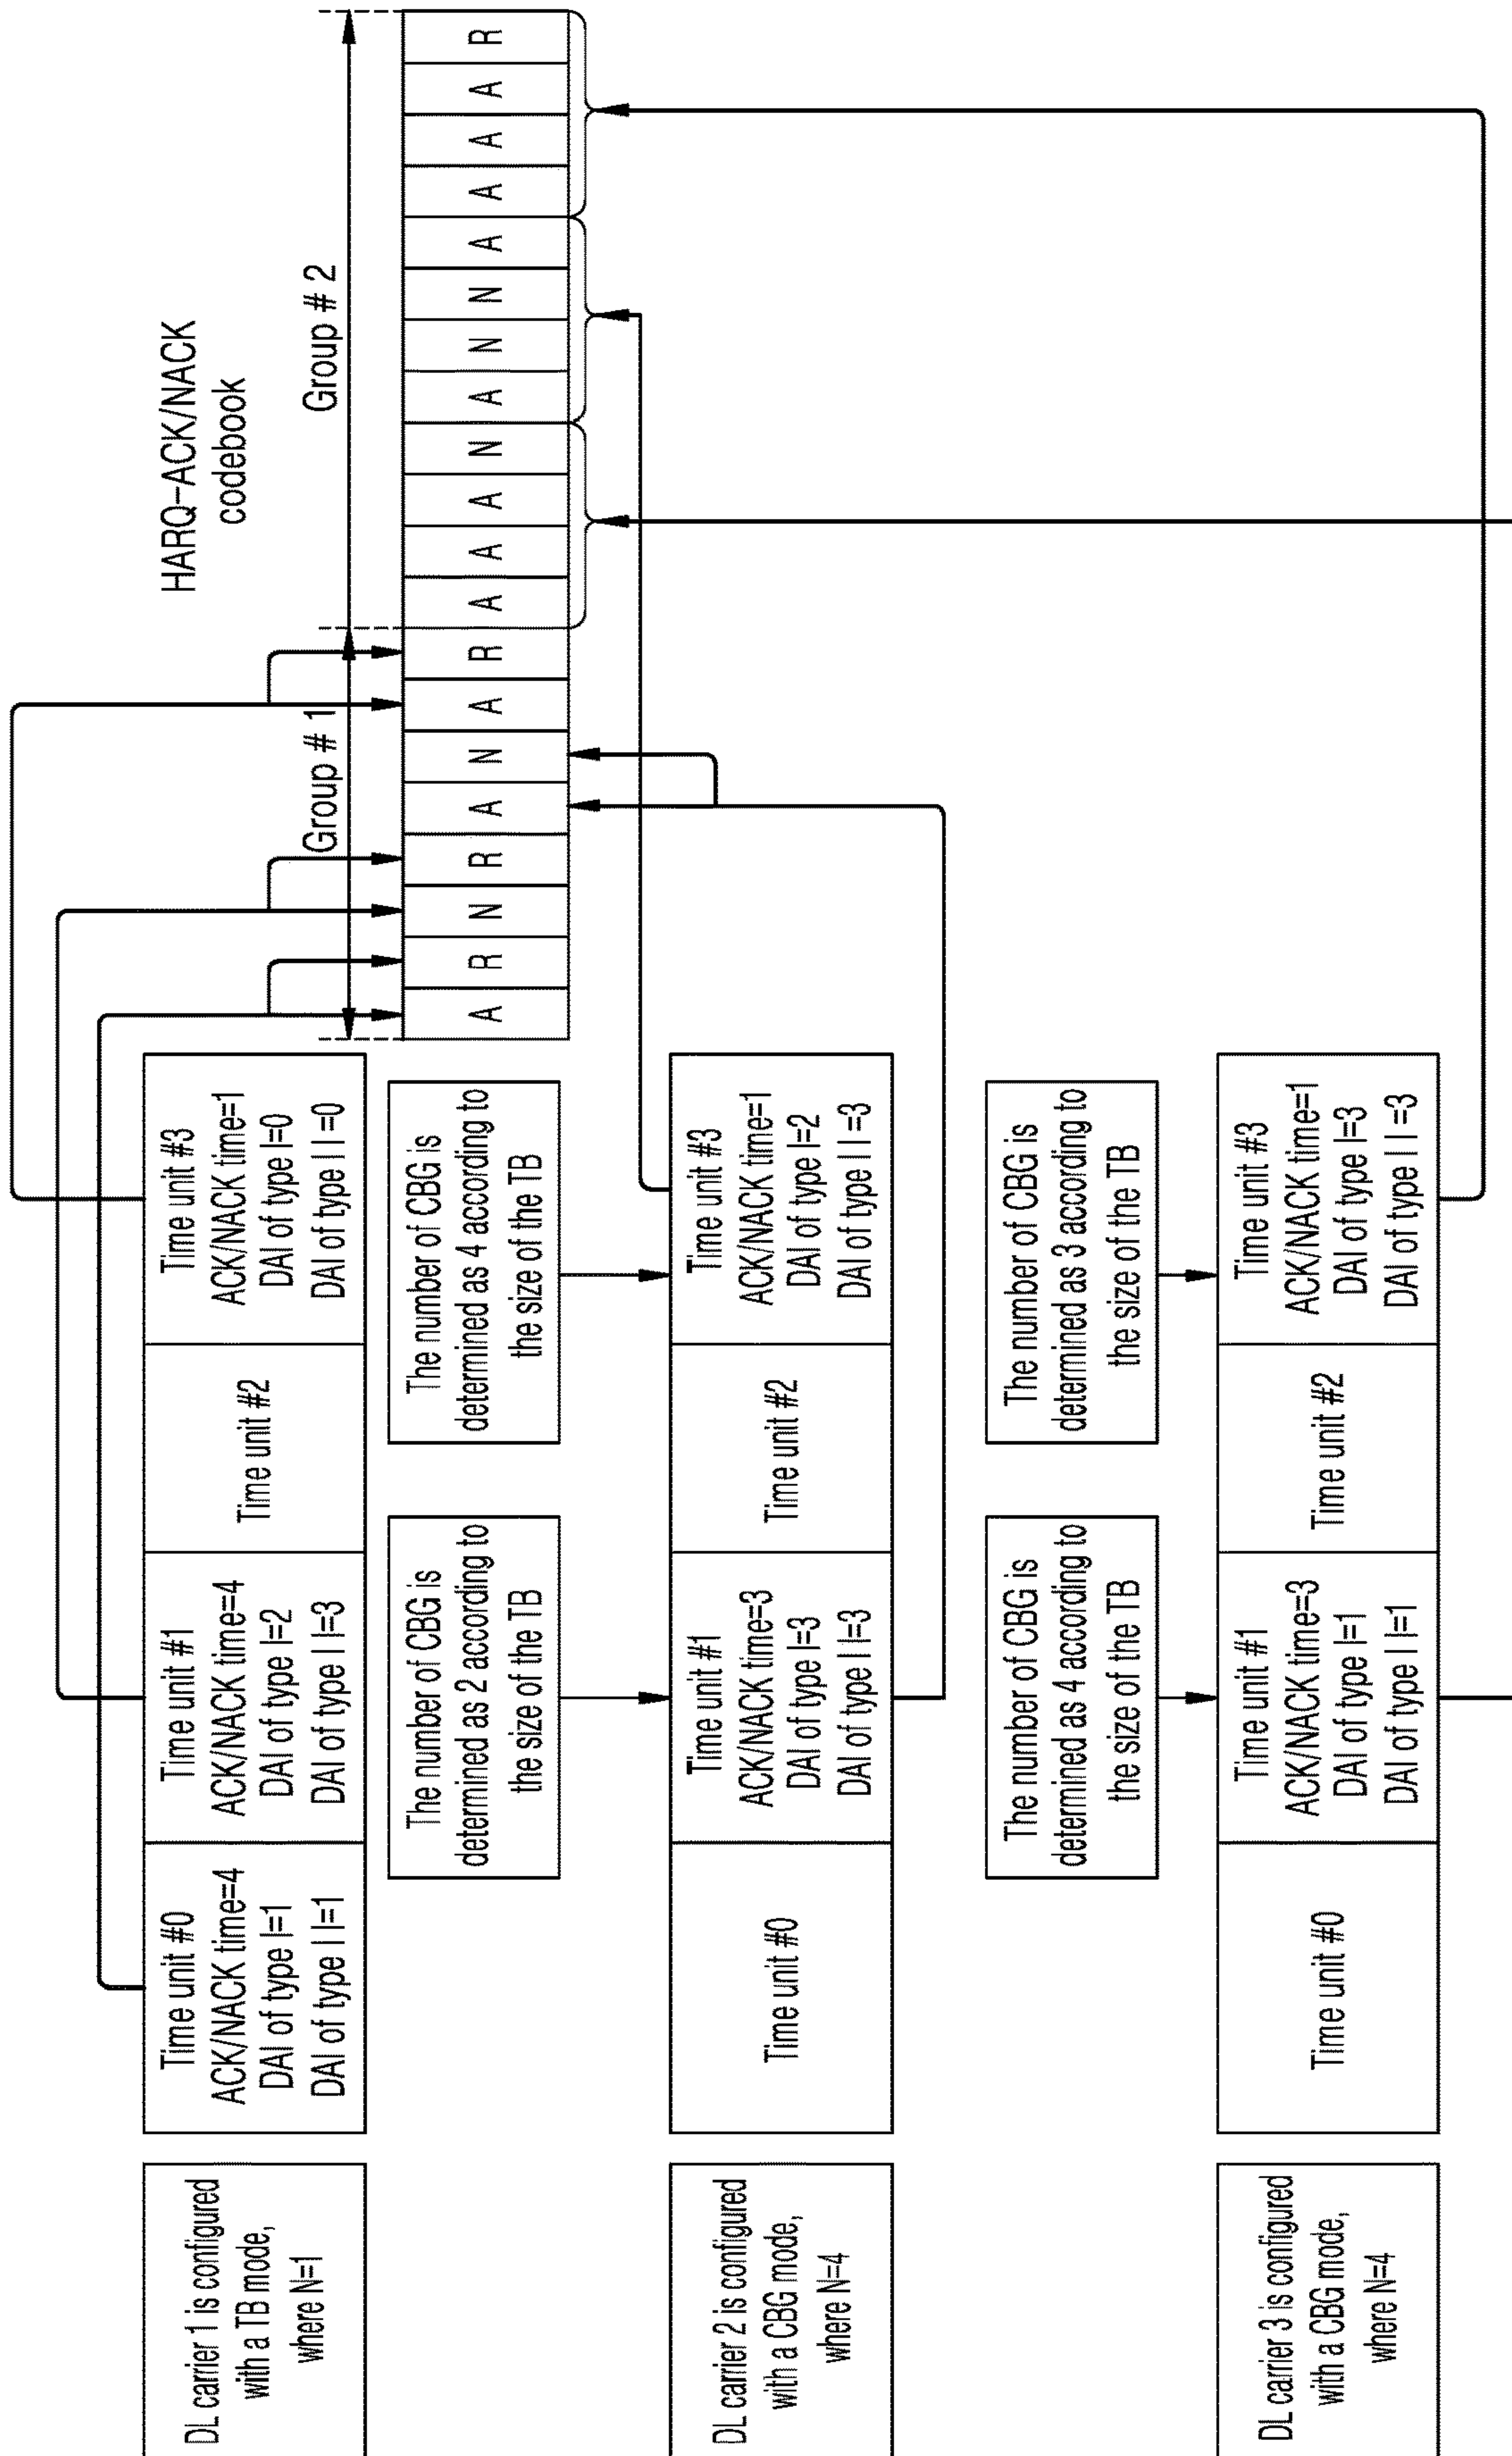 DL carrier 1 is configured
with a TB mode,
where N=1
Time unit #0
ACK/NACK time=4
DAI of type I=1
DAI of type I I=1
Time unit #1
ACK/NACK time=4
DAI of type I=2
DAI of type I I=3
Time unit #2
Time unit #3
ACK/NACK time=1
DAI of type I=0
DAI of type I I =0
HARQ-ACK/NACK
codebook
Group # 1
Group # 2
A R N R A N A R A A A N A N N A A A A R
The number of CBG is
determined as 2 according to
the size of the TB
The number of CBG is
determined as 4 according to
the size of the TB
DL carrier 2 is configured
with a CBG mode,
where N=4
Time unit #0
Time unit #1
ACK/NACK time=3
DAI of type I=3
DAI of type I I=3
Time unit #2
Time unit #3
ACK/NACK time=1
DAI of type I=2
DAI of type I I =3
The number of CBG is
determined as 4 according to
the size of the TB
The number of CBG is
determined as 3 according to
the size of the TB
DL carrier 3 is configured
with a CBG mode,
where N=4
Time unit #0
Time unit #1
ACK/NACK time=3
DAI of type I=1
DAI of type I I=1
Time unit #2
Time unit #3
ACK/NACK time=1
DAI of type I=3
DAI of type I I =3